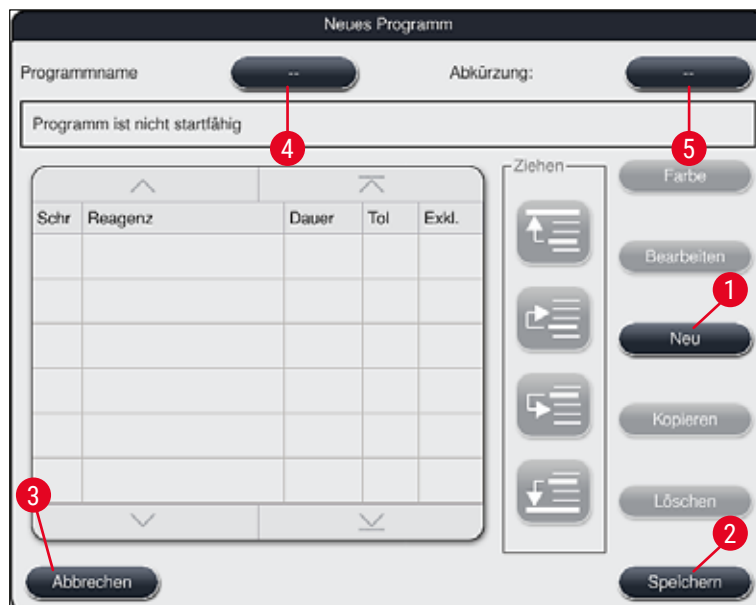 Neues Programm
Programmname -- Abkürzung: --
4 5
Programm ist nicht startfähig
Ziehen Farbe
Schr Reagenz Dauer Tol Exkl.
Bearbeiten
1
Neu
Kopieren
3
Löschen
2
Abbrechen Speichern